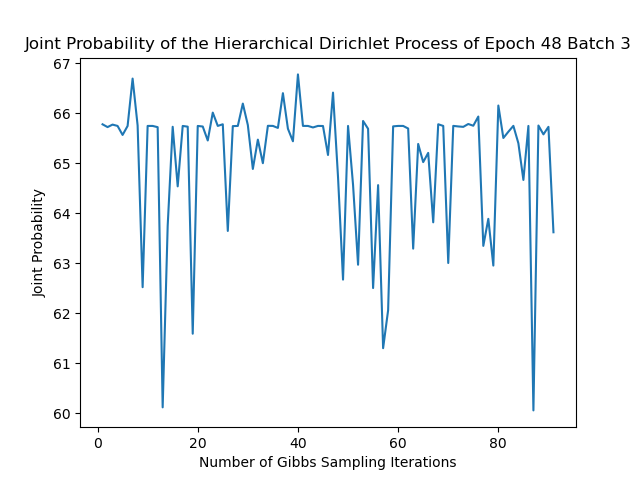 Joint Probability of the Hierarchical Dirichlet Process of Epoch 48 Batch 3
67
66
65
64
63
62
61
60
Joint Probability
0 20 40 60 80
Number of Gibbs Sampling Iterations